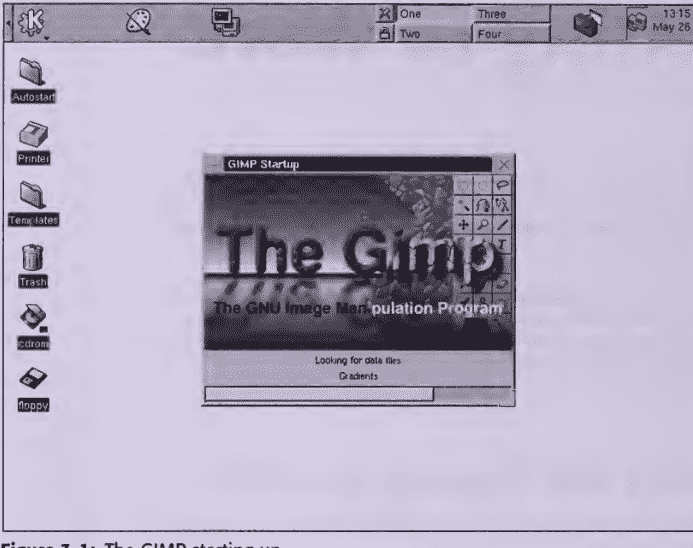 One Three
Two Four
13:15
May 26
Autostart
Printer
Templates
Trash
cdrom
floppy
GIMP Startup
The Gimp
The GNU Image Manipulation Program
Looking for data files
Gradients
Figure 3-1: The GIMP starting up